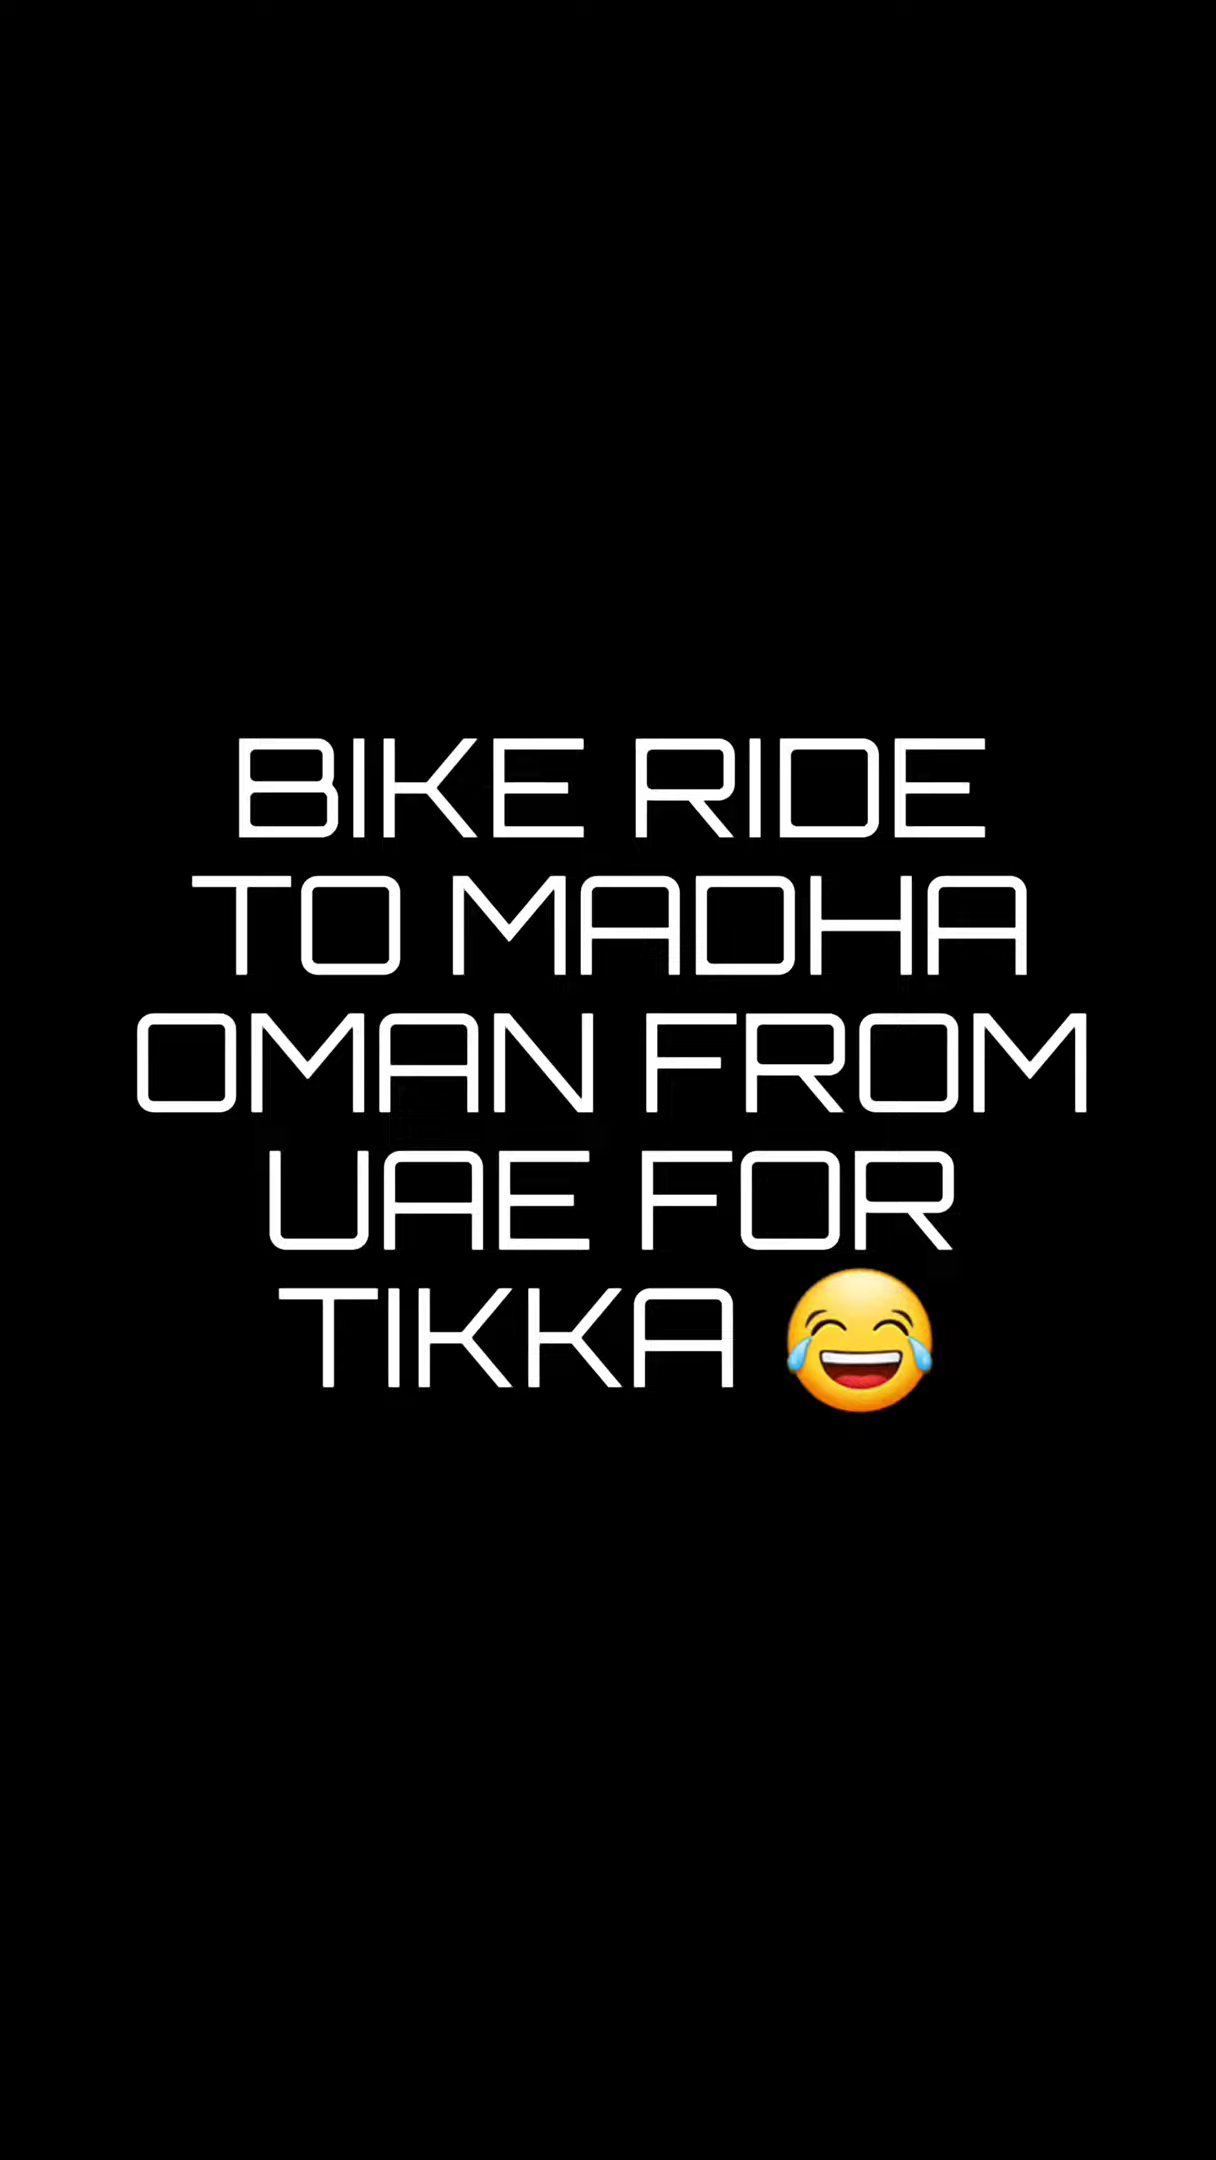 BIKE RIDE
TO MADHA
OMAN FROM
UAE FOR
TIKKA 😂